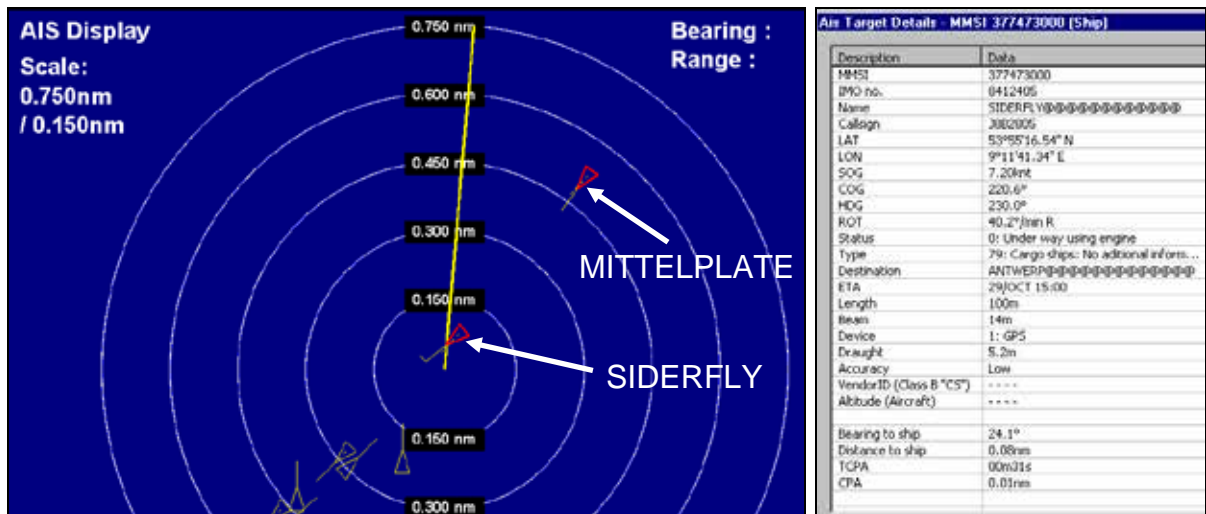 AIS Display
Scale:
0.750nm
/ 0.150nm
Bearing :
Range :
0.750 nm
0.600 nm
0.450 nm
0.300 nm
0.150 nm
0.150 nm
0.300 nm
MITTELPLATE
SIDERFLY
Ais Target Details - MMSI 377473000 (Ship)
Description Data
MMSI 377473000
IMO no. 8412405
Name SIDERFLY@@@@@@@@@@@@
Callsign J8B2805
LAT 53°55'16.54" N
LON 9°11'41.34" E
SOG 7.20knt
COG 220.6°
HDG 230.0°
ROT 40.2°/min R
Status 0: Under way using engine
Type 79: Cargo ships: No aditional inform...
Destination ANTWERP@@@@@@@@@@@@@
ETA 29/OCT 15:00
Length 100m
Beam 14m
Device 1: GPS
Draught 5.2m
Accuracy Low
VendorID (Class B "CS") - - - -
Altitude (Aircraft) - - - -
Bearing to ship 24.1°
Distance to ship 0.08nm
TCPA 00m31s
CPA 0.01nm